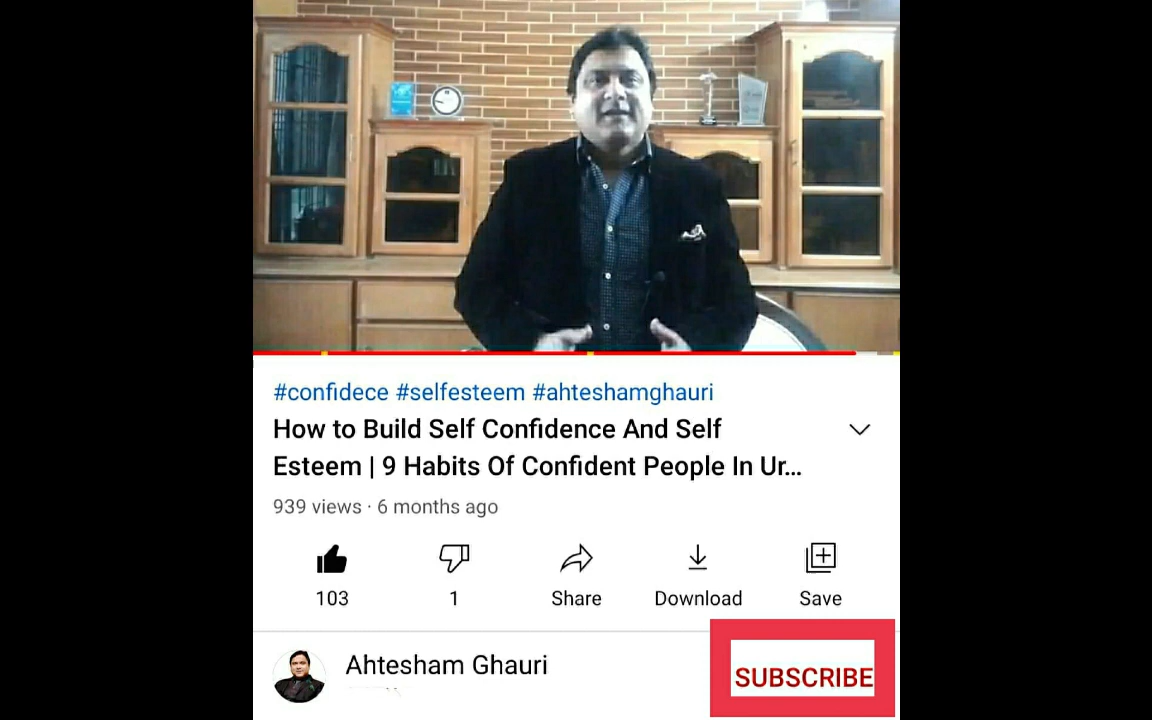 #confidece #selfesteem #ahteshamghauri
How to Build Self Confidence And Self
Esteem | 9 Habits Of Confident People In Ur...
939 views · 6 months ago
103
1
Share
Download
Save
Ahtesham Ghauri
SUBSCRIBE